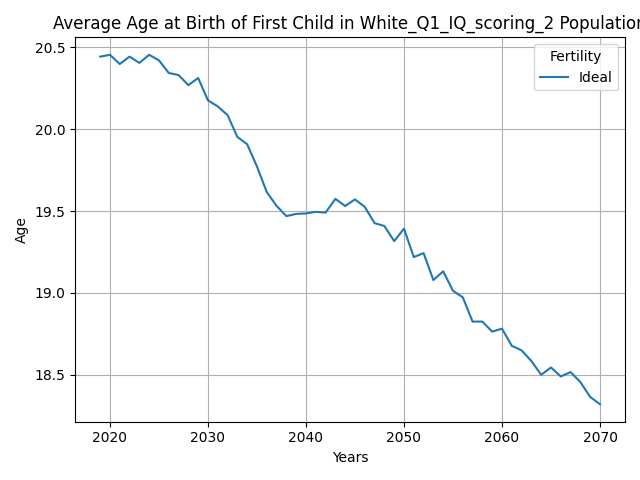 Average Age at Birth of First Child in White_Q1_IQ_scoring_2 Population
Fertility
Ideal
20.5
20.0
19.5
19.0
18.5
Age
2020 2030 2040 2050 2060 2070
Years